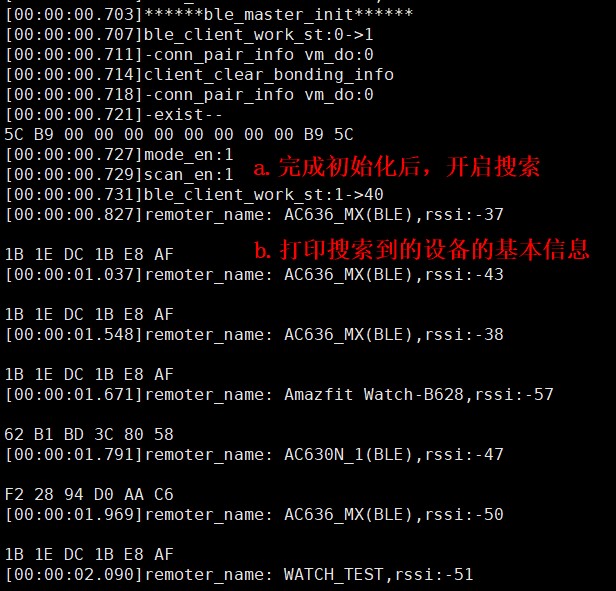 [00:00:00.703]******ble_master_init******
[00:00:00.707]ble_client_work_st:0->1
[00:00:00.711]-conn_pair_info vm_do:0
[00:00:00.714]client_clear_bonding_info
[00:00:00.718]-conn_pair_info vm_do:0
[00:00:00.721]-exist--
5C B9 00 00 00 00 00 00 00 00 B9 5C
[00:00:00.727]mode_en:1
[00:00:00.729]scan_en:1 a. 完成初始化后，开启搜索
[00:00:00.731]ble_client_work_st:1->40
[00:00:00.827]remoter_name: AC636_MX(BLE),rssi:-37
b. 打印搜索到的设备的基本信息
1B 1E DC 1B E8 AF
[00:00:01.037]remoter_name: AC636_MX(BLE),rssi:-43
1B 1E DC 1B E8 AF
[00:00:01.548]remoter_name: AC636_MX(BLE),rssi:-38
1B 1E DC 1B E8 AF
[00:00:01.671]remoter_name: Amazfit Watch-B628,rssi:-57
62 B1 BD 3C 80 58
[00:00:01.791]remoter_name: AC630N_1(BLE),rssi:-47
F2 28 94 D0 AA C6
[00:00:01.969]remoter_name: AC636_MX(BLE),rssi:-50
1B 1E DC 1B E8 AF
[00:00:02.090]remoter_name: WATCH_TEST,rssi:-51